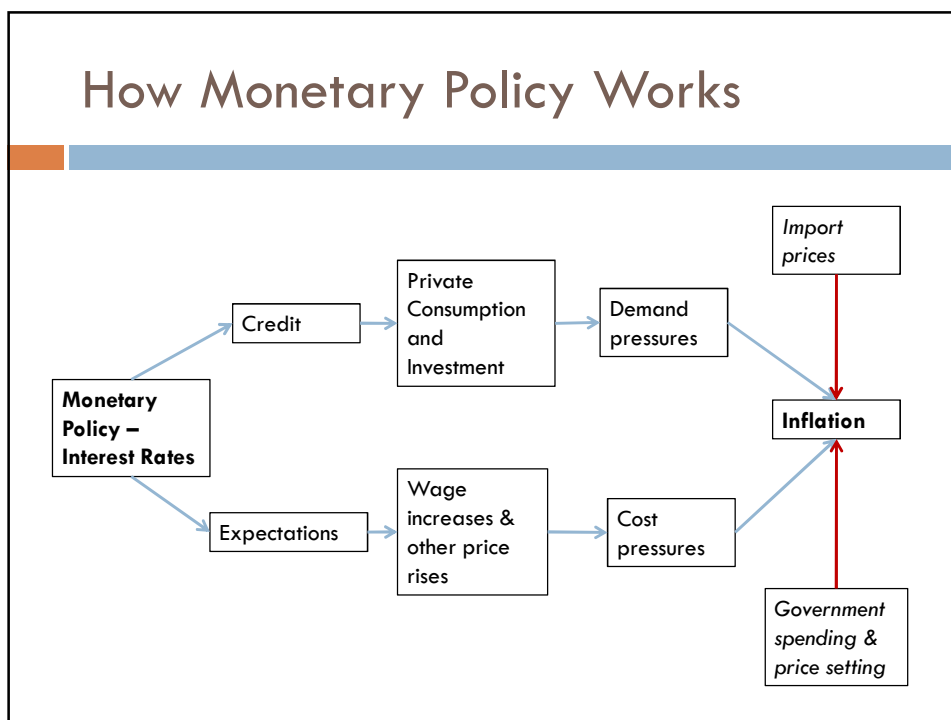 How Monetary Policy Works
Import
prices
Private
Consumption
and
Investment
Credit
Demand
pressures
Monetary
Policy –
Interest Rates
Inflation
Wage
increases &
other price
rises
Expectations
Cost
pressures
Government
spending &
price setting